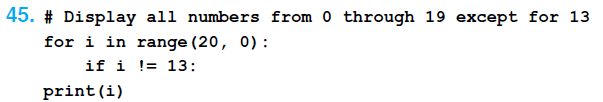 45. # Display all numbers from 0 through 19 except for 13
for i in range(20, 0):
    if i != 13:
print(i)